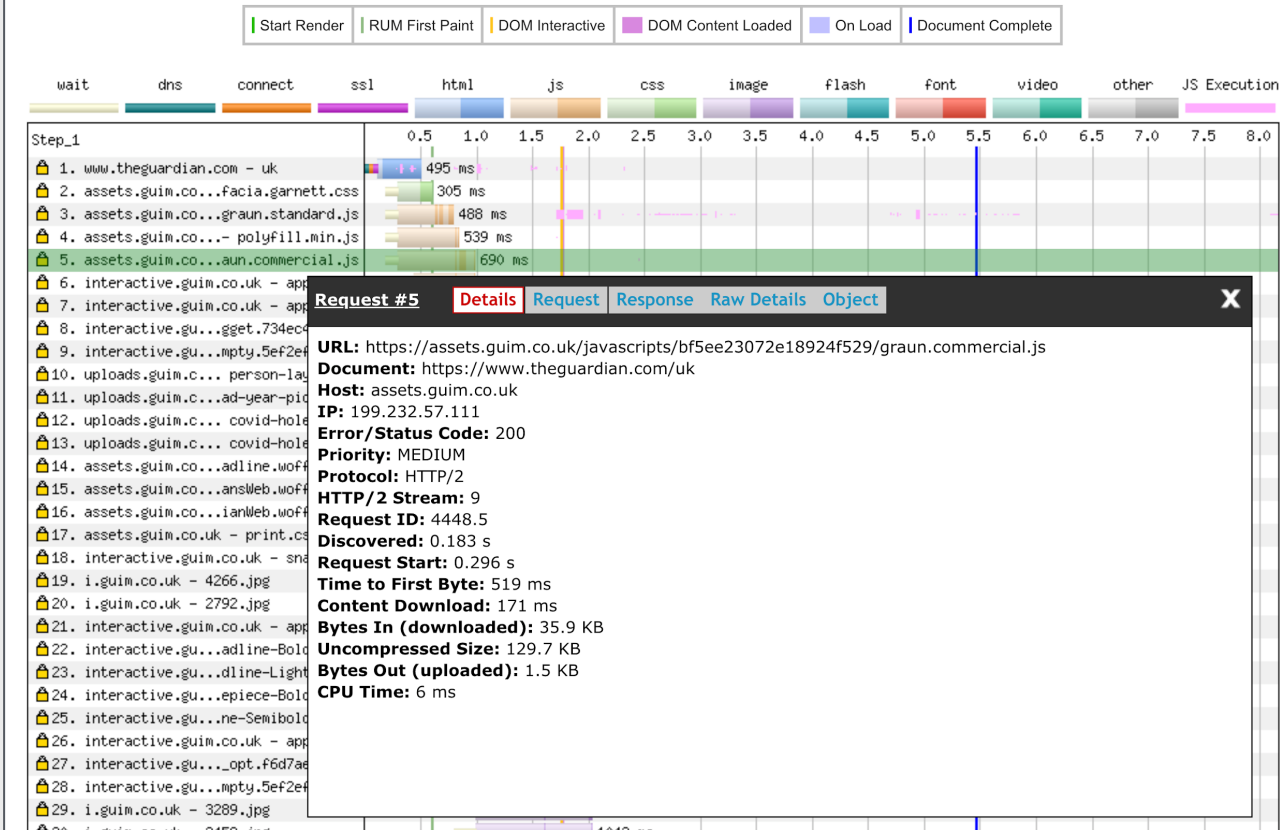 Start Render RUM First Paint DOM Interactive DOM Content Loaded On Load Document Complete
wait dns connect ssl html js css image flash font video other JS Execution
Step_1 0.5 1.0 1.5 2.0 2.5 3.0 3.5 4.0 4.5 5.0 5.5 6.0 6.5 7.0 7.5 8.0
1. www.theguardian.com - uk 495 ms
2. assets.guim.co...facia.garnett.css 305 ms
3. assets.guim.co...graun.standard.js 488 ms
4. assets.guim.co...- polyfill.min.js 539 ms
5. assets.guim.co...aun.commercial.js 690 ms
6. interactive.guim.co.uk - app
7. interactive.guim.co.uk - app
8. interactive.gu...gget.734ec4
9. interactive.gu...mpty.5ef2ef
10. uploads.guim.c... person-lay
11. uploads.guim.c...ad-year-pic
12. uploads.guim.c... covid-hole
13. uploads.guim.c... covid-hole
14. assets.guim.co...adline.woff
15. assets.guim.co...ansWeb.woff
16. assets.guim.co...ianWeb.woff
17. assets.guim.co.uk - print.cs
18. interactive.guim.co.uk - sna
19. i.guim.co.uk - 4266.jpg
20. i.guim.co.uk - 2792.jpg
21. interactive.guim.co.uk - app
22. interactive.gu...adline-Bold
23. interactive.gu...dline-Light
24. interactive.gu...epiece-Bold
25. interactive.gu...ne-Semibold
26. interactive.guim.co.uk - app
27. interactive.gu..._opt.f6d7ae
28. interactive.gu...mpty.5ef2ef
29. i.guim.co.uk - 3289.jpg
Request #5 Details Request Response Raw Details Object X
URL: https://assets.guim.co.uk/javascripts/bf5ee23072e18924f529/graun.commercial.js
Document: https://www.theguardian.com/uk
Host: assets.guim.co.uk
IP: 199.232.57.111
Error/Status Code: 200
Priority: MEDIUM
Protocol: HTTP/2
HTTP/2 Stream: 9
Request ID: 4448.5
Discovered: 0.183 s
Request Start: 0.296 s
Time to First Byte: 519 ms
Content Download: 171 ms
Bytes In (downloaded): 35.9 KB
Uncompressed Size: 129.7 KB
Bytes Out (uploaded): 1.5 KB
CPU Time: 6 ms